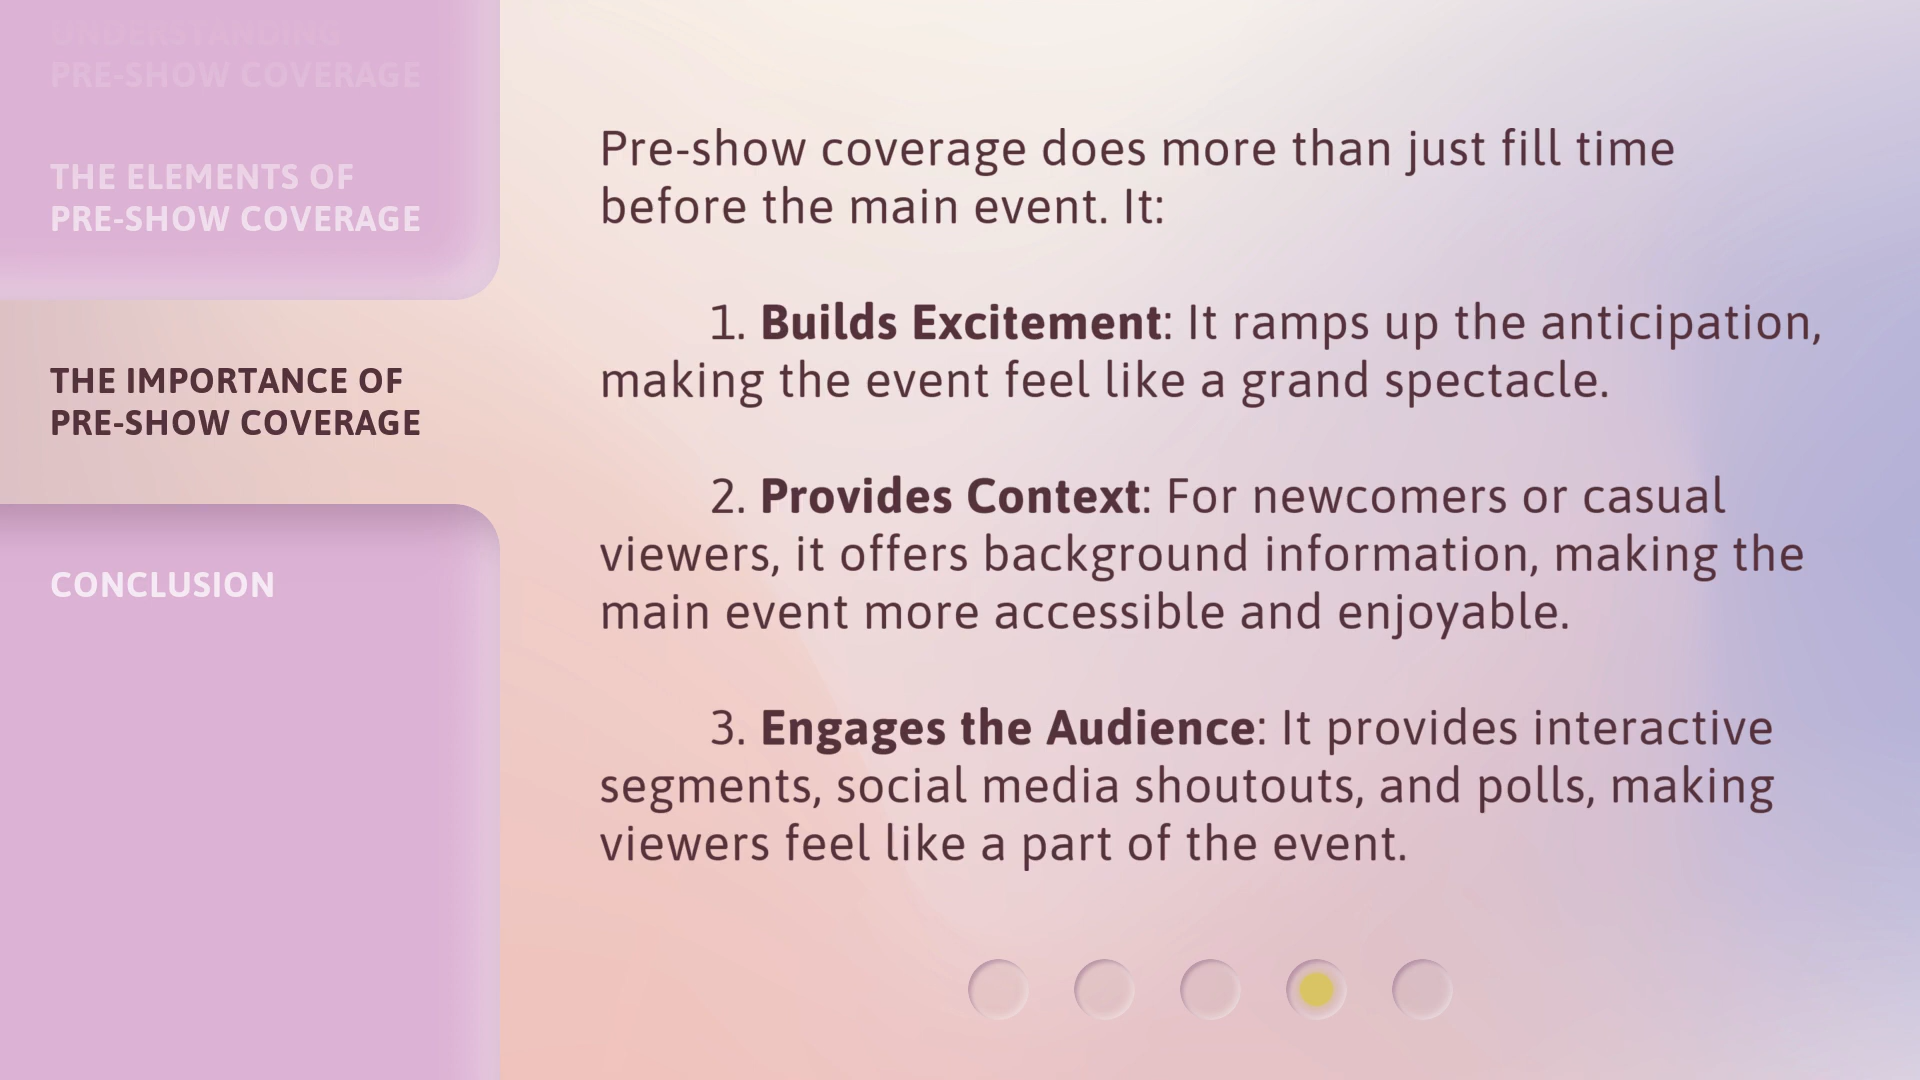 UNDERSTANDING
PRE-SHOW COVERAGE
THE ELEMENTS OF
PRE-SHOW COVERAGE
THE IMPORTANCE OF
PRE-SHOW COVERAGE
CONCLUSION
Pre-show coverage does more than just fill time
before the main event. It:
1. Builds Excitement: It ramps up the anticipation,
making the event feel like a grand spectacle.
2. Provides Context: For newcomers or casual
viewers, it offers background information, making the
main event more accessible and enjoyable.
3. Engages the Audience: It provides interactive
segments, social media shoutouts, and polls, making
viewers feel like a part of the event.